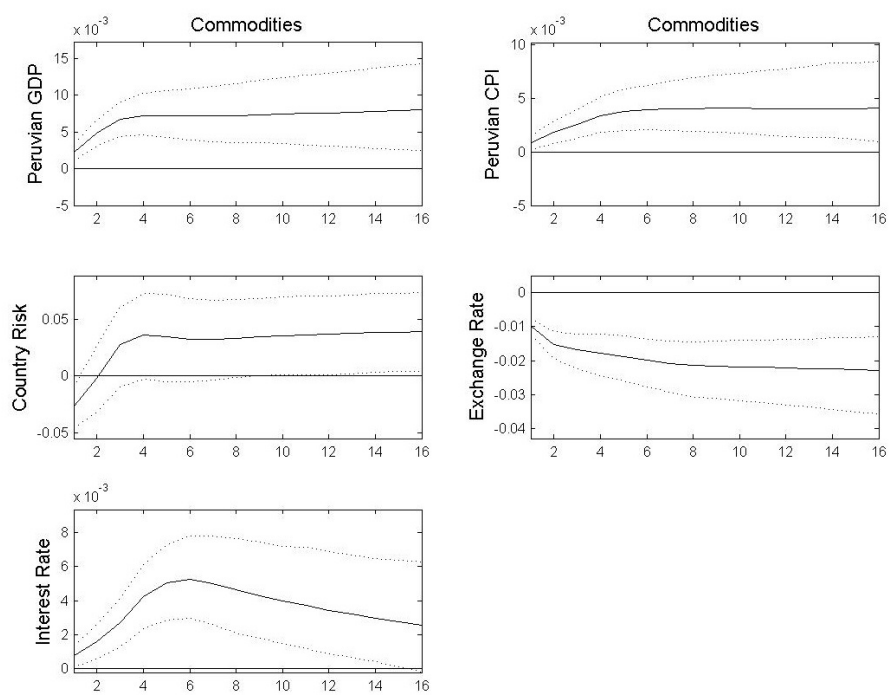 Commodities
x 10-3
Peruvian GDP
15
10
5
0
-5
2 4 6 8 10 12 14 16
Commodities
x 10-3
Peruvian CPI
10
5
0
-5
2 4 6 8 10 12 14 16
Country Risk
0.05
0
-0.05
2 4 6 8 10 12 14 16
Exchange Rate
0
-0.01
-0.02
-0.03
-0.04
2 4 6 8 10 12 14 16
x 10-3
Interest Rate
8
6
4
2
0
2 4 6 8 10 12 14 16